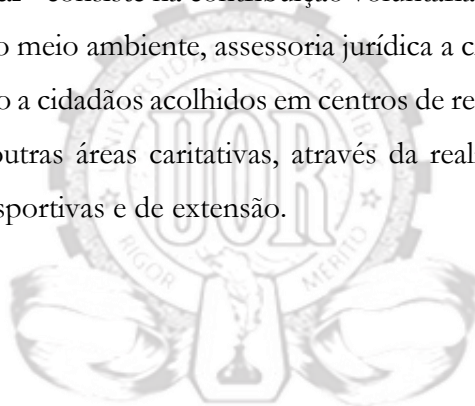 consiste na contribuição voluntária
o meio ambiente, assessoria jurídica a c
o a cidadãos acolhidos em centros de re
outras áreas caritativas, através da real
sportivas e de extensão.
UOR
RIGOR
MÉRITO